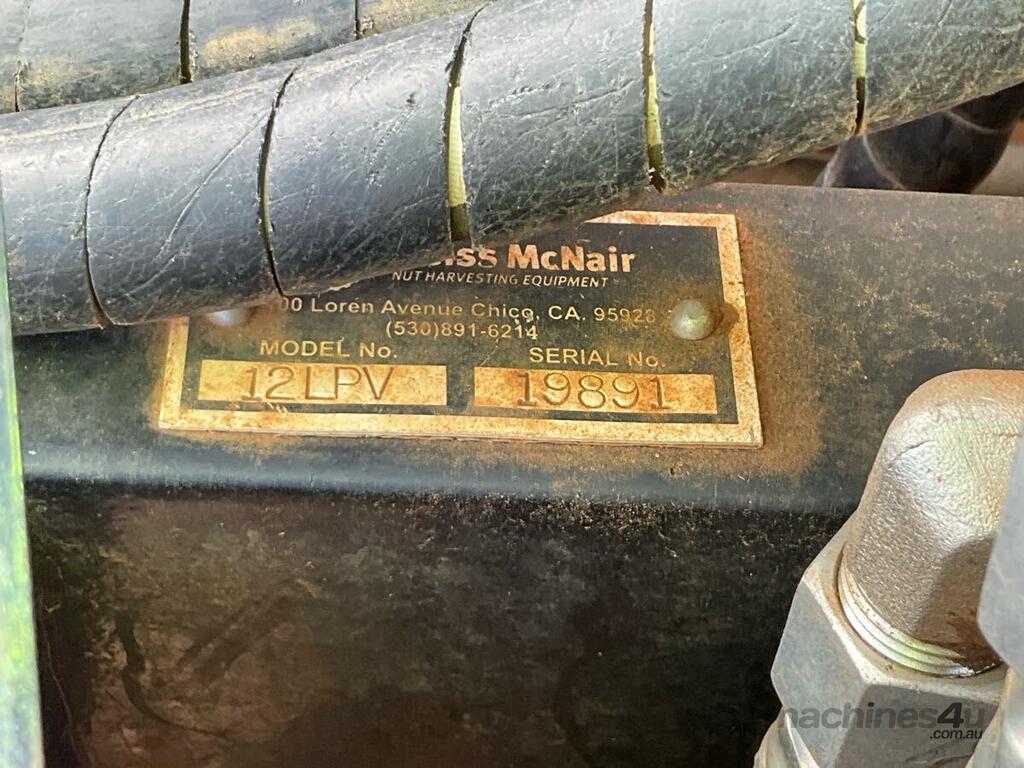 McNair
NUT HARVESTING EQUIPMENT
00 Loren Avenue Chico, CA. 95928
(530)891-6214
MODEL No. SERIAL No.
12LPV 19891
machines4u
.com.au